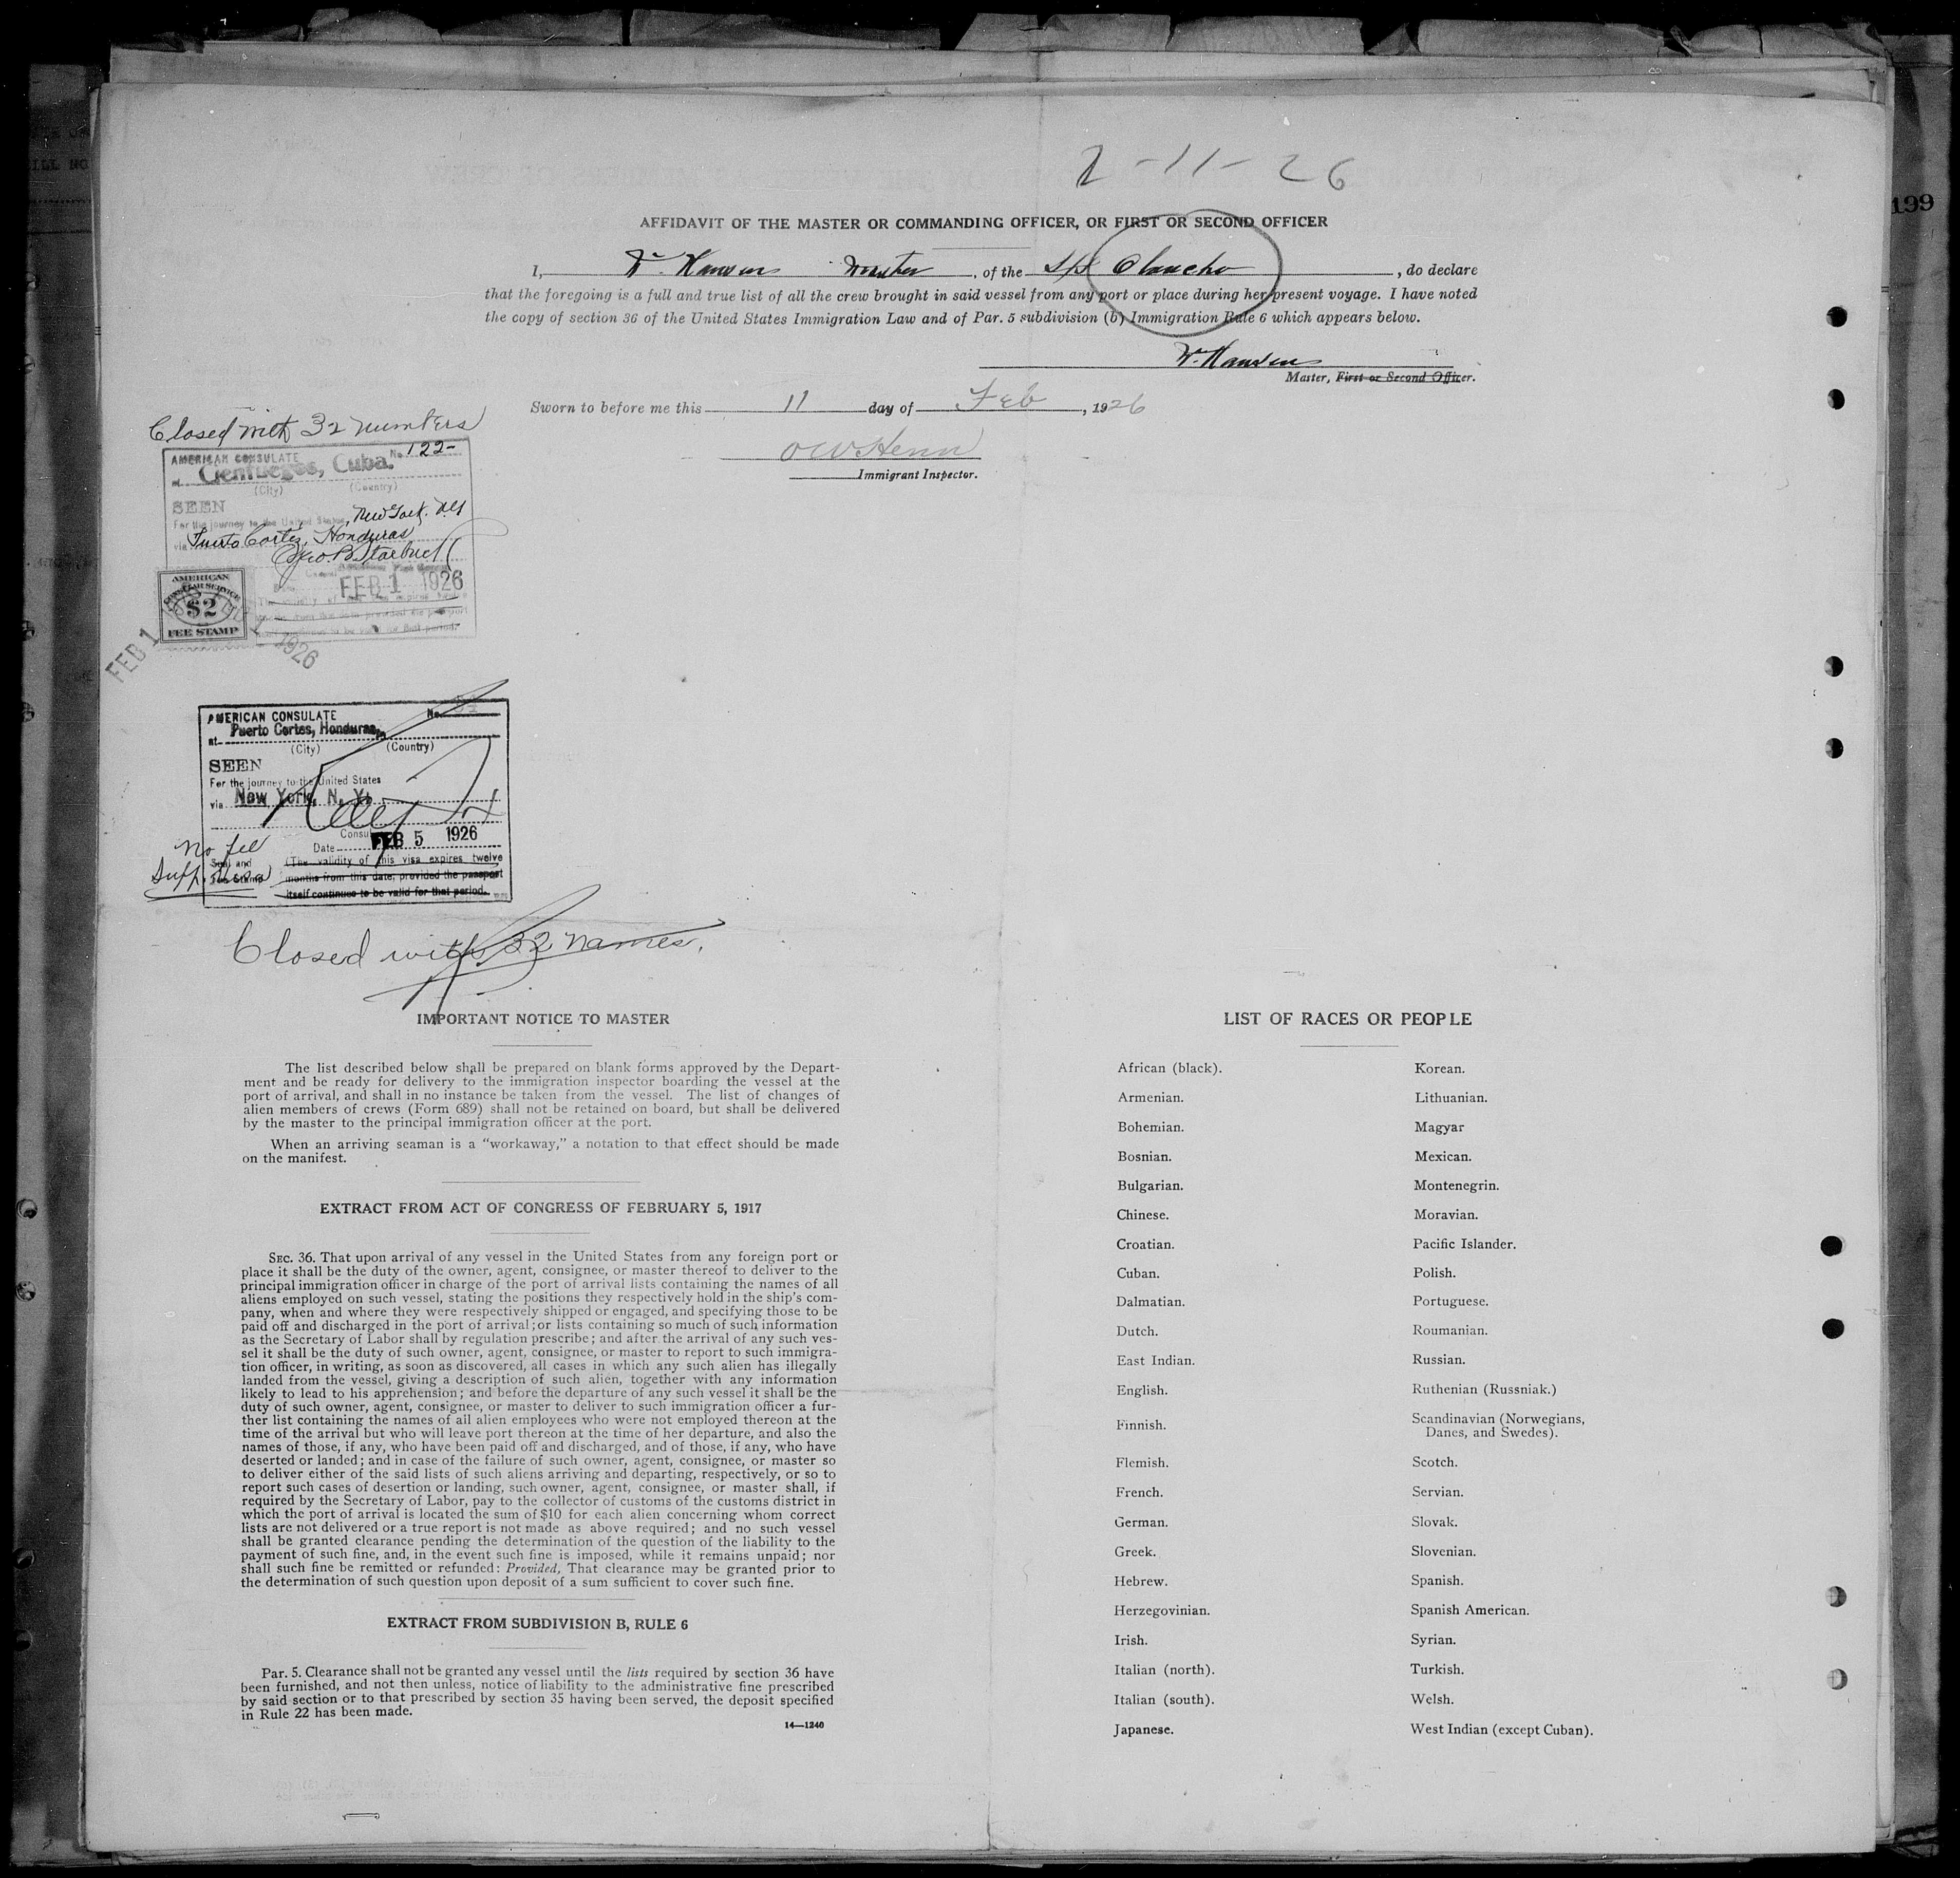 2-11-26
199
AFFIDAVIT OF THE MASTER OR COMMANDING OFFICER, OR FIRST OR SECOND OFFICER
I, W. Hansen Master, of the S/S Olancho, do declare
that the foregoing is a full and true list of all the crew brought in said vessel from any port or place during her present voyage. I have noted
the copy of section 36 of the United States Immigration Law and of Par. 5 subdivision (b) Immigration Rule 6 which appears below.
W. Hansen
Master, First or Second Officer.
Sworn to before me this 11 day of Feb, 1926
O W Henn
Immigrant Inspector.
Closed with 32 numbers
AMERICAN CONSULATE No. 122-
at Cienfuegos, Cuba.
(City) (Country)
SEEN
For the journey to the United States, New York. NY
via Puerto Cortez, Honduras
Geo. B. Starbuck
FEB 1 1926
AMERICAN
CONSULAR SERVICE
$2
FEE STAMP
FEB 1 1926
AMERICAN CONSULATE No.
at Puerto Cortes, Honduras
(City) (Country)
SEEN
For the journey to the United States
via New York, N. Y.
Consul
Date FEB 5 1926
No fee
Seal and (The validity of this visa expires twelve
months from this date, provided the passport
itself continues to be valid for that period.
Closed with 32 names.
IMPORTANT NOTICE TO MASTER
The list described below shall be prepared on blank forms approved by the Depart-
ment and be ready for delivery to the immigration inspector boarding the vessel at the
port of arrival, and shall in no instance be taken from the vessel. The list of changes of
alien members of crews (Form 689) shall not be retained on board, but shall be delivered
by the master to the principal immigration officer at the port.
When an arriving seaman is a "workaway," a notation to that effect should be made
on the manifest.
EXTRACT FROM ACT OF CONGRESS OF FEBRUARY 5, 1917
SEC. 36. That upon arrival of any vessel in the United States from any foreign port or
place it shall be the duty of the owner, agent, consignee, or master thereof to deliver to the
principal immigration officer in charge of the port of arrival lists containing the names of all
aliens employed on such vessel, stating the positions they respectively hold in the ship's com-
pany, when and where they were respectively shipped or engaged, and specifying those to be
paid off and discharged in the port of arrival; or lists containing so much of such information
as the Secretary of Labor shall by regulation prescribe; and after the arrival of any such ves-
sel it shall be the duty of such owner, agent, consignee, or master to report to such immigra-
tion officer, in writing, as soon as discovered, all cases in which any such alien has illegally
landed from the vessel, giving a description of such alien, together with any information
likely to lead to his apprehension; and before the departure of any such vessel it shall be the
duty of such owner, agent, consignee, or master to deliver to such immigration officer a fur-
ther list containing the names of all alien employees who were not employed thereon at the
time of the arrival but who will leave port thereon at the time of her departure, and also the
names of those, if any, who have been paid off and discharged, and of those, if any, who have
deserted or landed; and in case of the failure of such owner, agent, consignee, or master so
to deliver either of the said lists of such aliens arriving and departing, respectively, or so to
report such cases of desertion or landing, such owner, agent, consignee, or master shall, if
required by the Secretary of Labor, pay to the collector of customs of the customs district in
which the port of arrival is located the sum of $10 for each alien concerning whom correct
lists are not delivered or a true report is not made as above required; and no such vessel
shall be granted clearance pending the determination of the question of the liability to the
payment of such fine, and, in the event such fine is imposed, while it remains unpaid; nor
shall such fine be remitted or refunded: Provided, That clearance may be granted prior to
the determination of such question upon deposit of a sum sufficient to cover such fine.
EXTRACT FROM SUBDIVISION B, RULE 6
Par. 5. Clearance shall not be granted any vessel until the lists required by section 36 have
been furnished, and not then unless, notice of liability to the administrative fine prescribed
by said section or to that prescribed by section 35 having been served, the deposit specified
in Rule 22 has been made.
14—1240
LIST OF RACES OR PEOPLE
African (black).
Armenian.
Bohemian.
Bosnian.
Bulgarian.
Chinese.
Croatian.
Cuban.
Dalmatian.
Dutch.
East Indian.
English.
Finnish.
Flemish.
French.
German.
Greek.
Hebrew.
Herzegovinian.
Irish.
Italian (north).
Italian (south).
Japanese.
Korean.
Lithuanian.
Magyar
Mexican.
Montenegrin.
Moravian.
Pacific Islander.
Polish.
Portuguese.
Roumanian.
Russian.
Ruthenian (Russniak.)
Scandinavian (Norwegians,
Danes, and Swedes).
Scotch.
Servian.
Slovak.
Slovenian.
Spanish.
Spanish American.
Syrian.
Turkish.
Welsh.
West Indian (except Cuban).